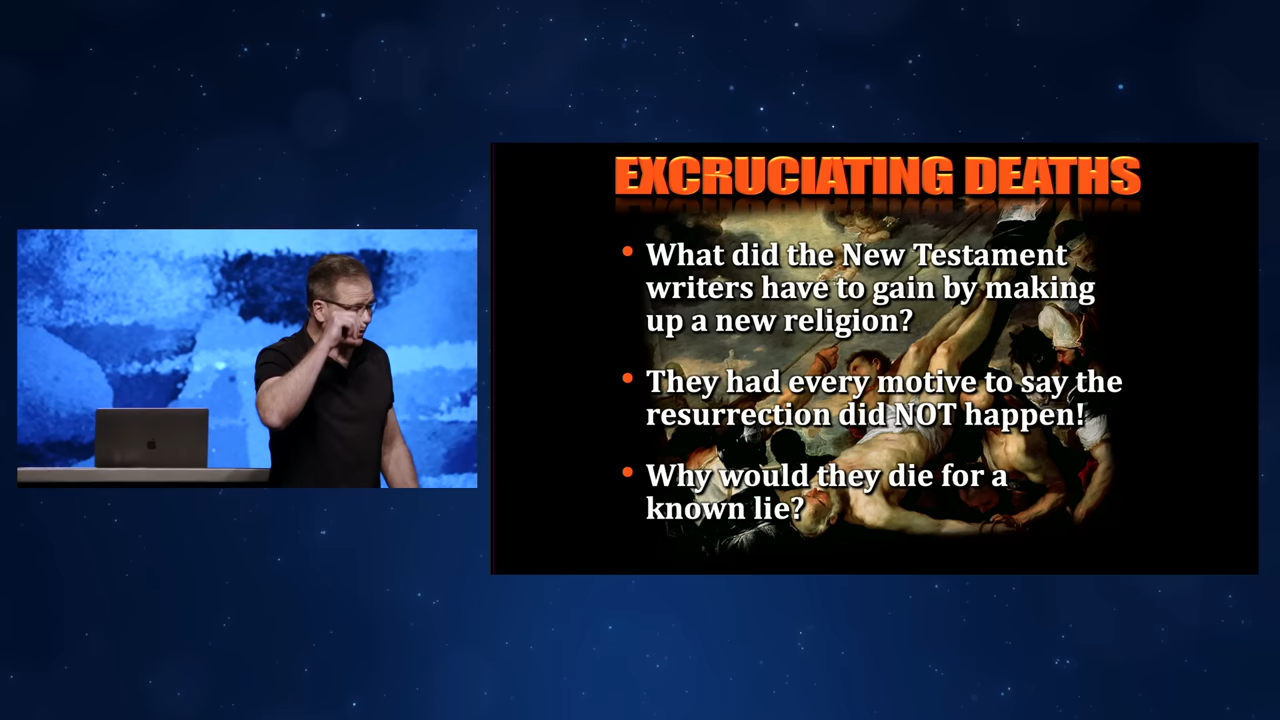 EXCRUCIATING DEATHS
• What did the New Testament
writers have to gain by making
up a new religion?
• They had every motive to say the
resurrection did NOT happen!
• Why would they die for a
known lie?